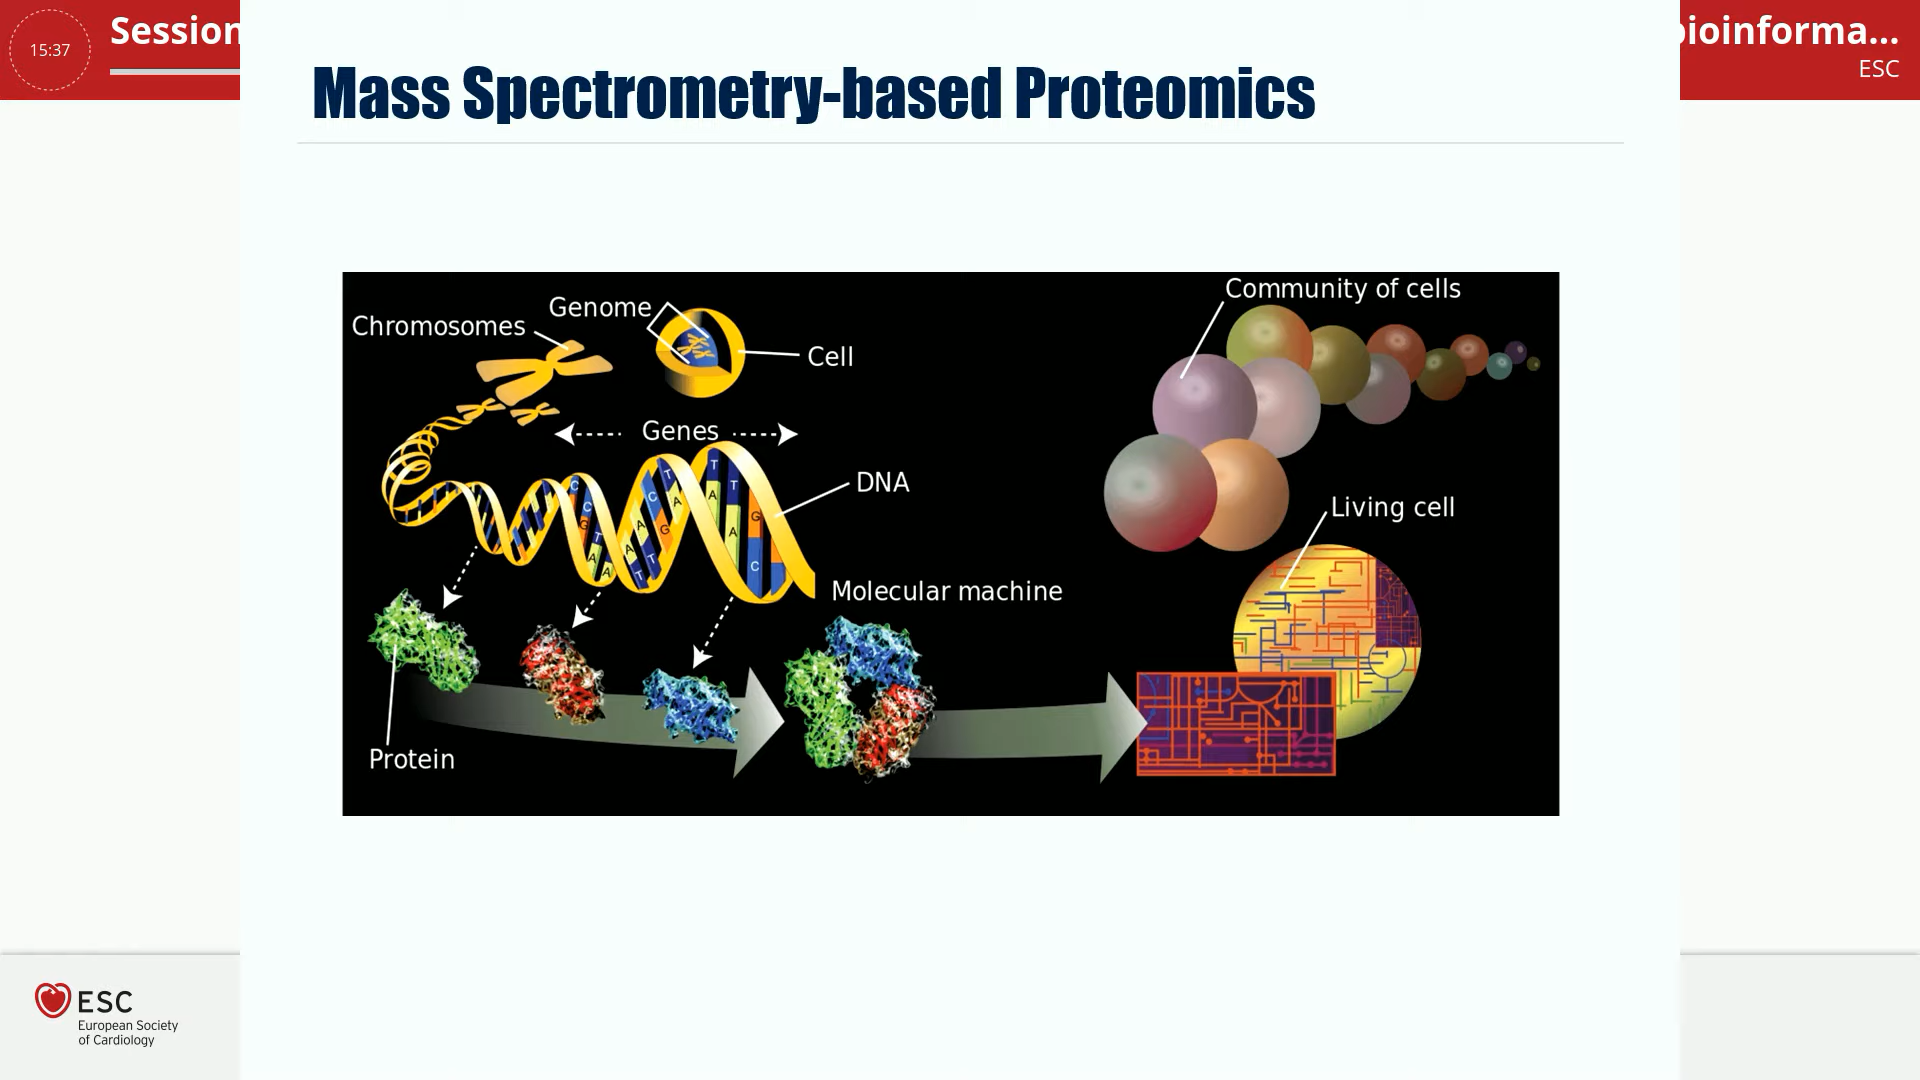 15:37
Session
bioinforma...
ESC
Mass Spectrometry-based Proteomics
Chromosomes
Genome
Cell
Genes
DNA
Protein
Molecular machine
Community of cells
Living cell
ESC
European Society
of Cardiology